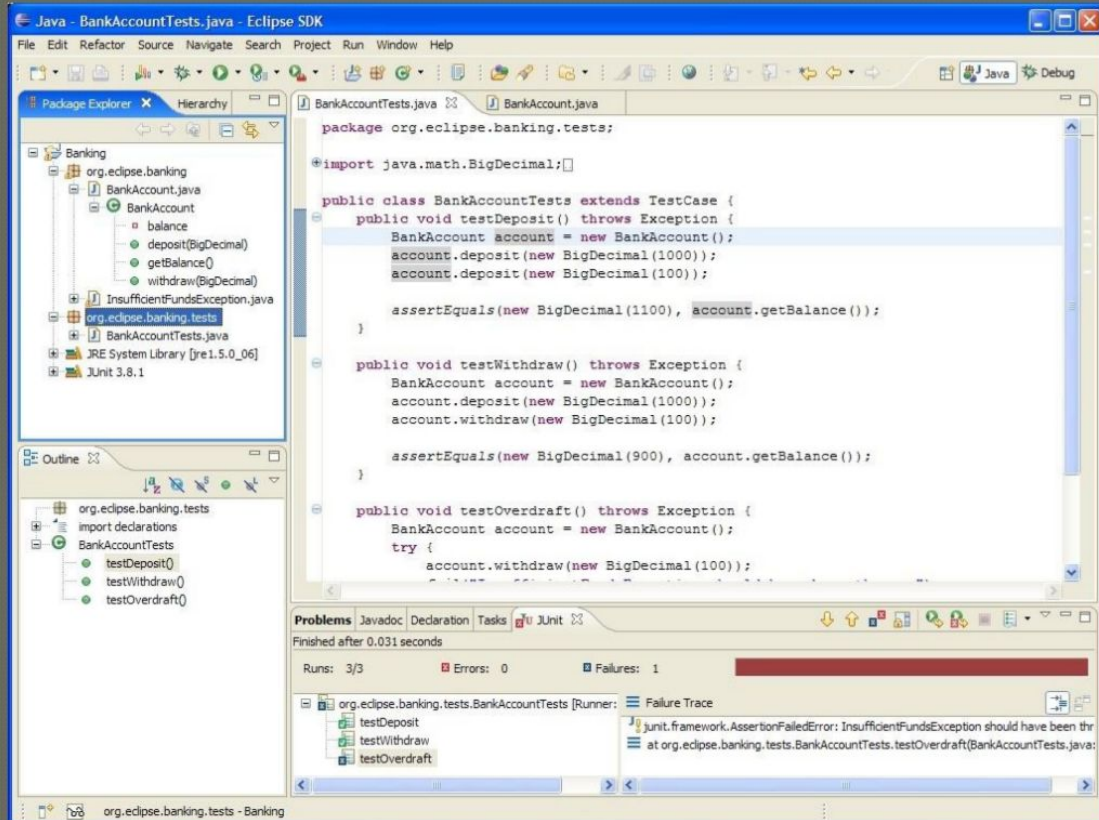 Java - BankAccountTests.java - Eclipse SDK
File Edit Refactor Source Navigate Search Project Run Window Help
Java Debug
Package Explorer Hierarchy
Banking
org.eclipse.banking
BankAccount.java
BankAccount
balance
deposit(BigDecimal)
getBalance()
withdraw(BigDecimal)
InsufficientFundsException.java
org.eclipse.banking.tests
BankAccountTests.java
JRE System Library [jre1.5.0_06]
JUnit 3.8.1
Outline
org.eclipse.banking.tests
import declarations
BankAccountTests
testDeposit()
testWithdraw()
testOverdraft()
BankAccountTests.java BankAccount.java
package org.eclipse.banking.tests;
import java.math.BigDecimal;
public class BankAccountTests extends TestCase {
public void testDeposit() throws Exception {
BankAccount account = new BankAccount();
account.deposit(new BigDecimal(1000));
account.deposit(new BigDecimal(100));
assertEquals(new BigDecimal(1100), account.getBalance());
}
public void testWithdraw() throws Exception {
BankAccount account = new BankAccount();
account.deposit(new BigDecimal(1000));
account.withdraw(new BigDecimal(100));
assertEquals(new BigDecimal(900), account.getBalance());
}
public void testOverdraft() throws Exception {
BankAccount account = new BankAccount();
try {
account.withdraw(new BigDecimal(100));
Problems Javadoc Declaration Tasks JUnit
Finished after 0.031 seconds
Runs: 3/3 Errors: 0 Failures: 1
org.eclipse.banking.tests.BankAccountTests [Runner:
testDeposit
testWithdraw
testOverdraft
Failure Trace
junit.framework.AssertionFailedError: InsufficientFundsException should have been thr
at org.eclipse.banking.tests.BankAccountTests.testOverdraft(BankAccountTests.java:
org.eclipse.banking.tests - Banking